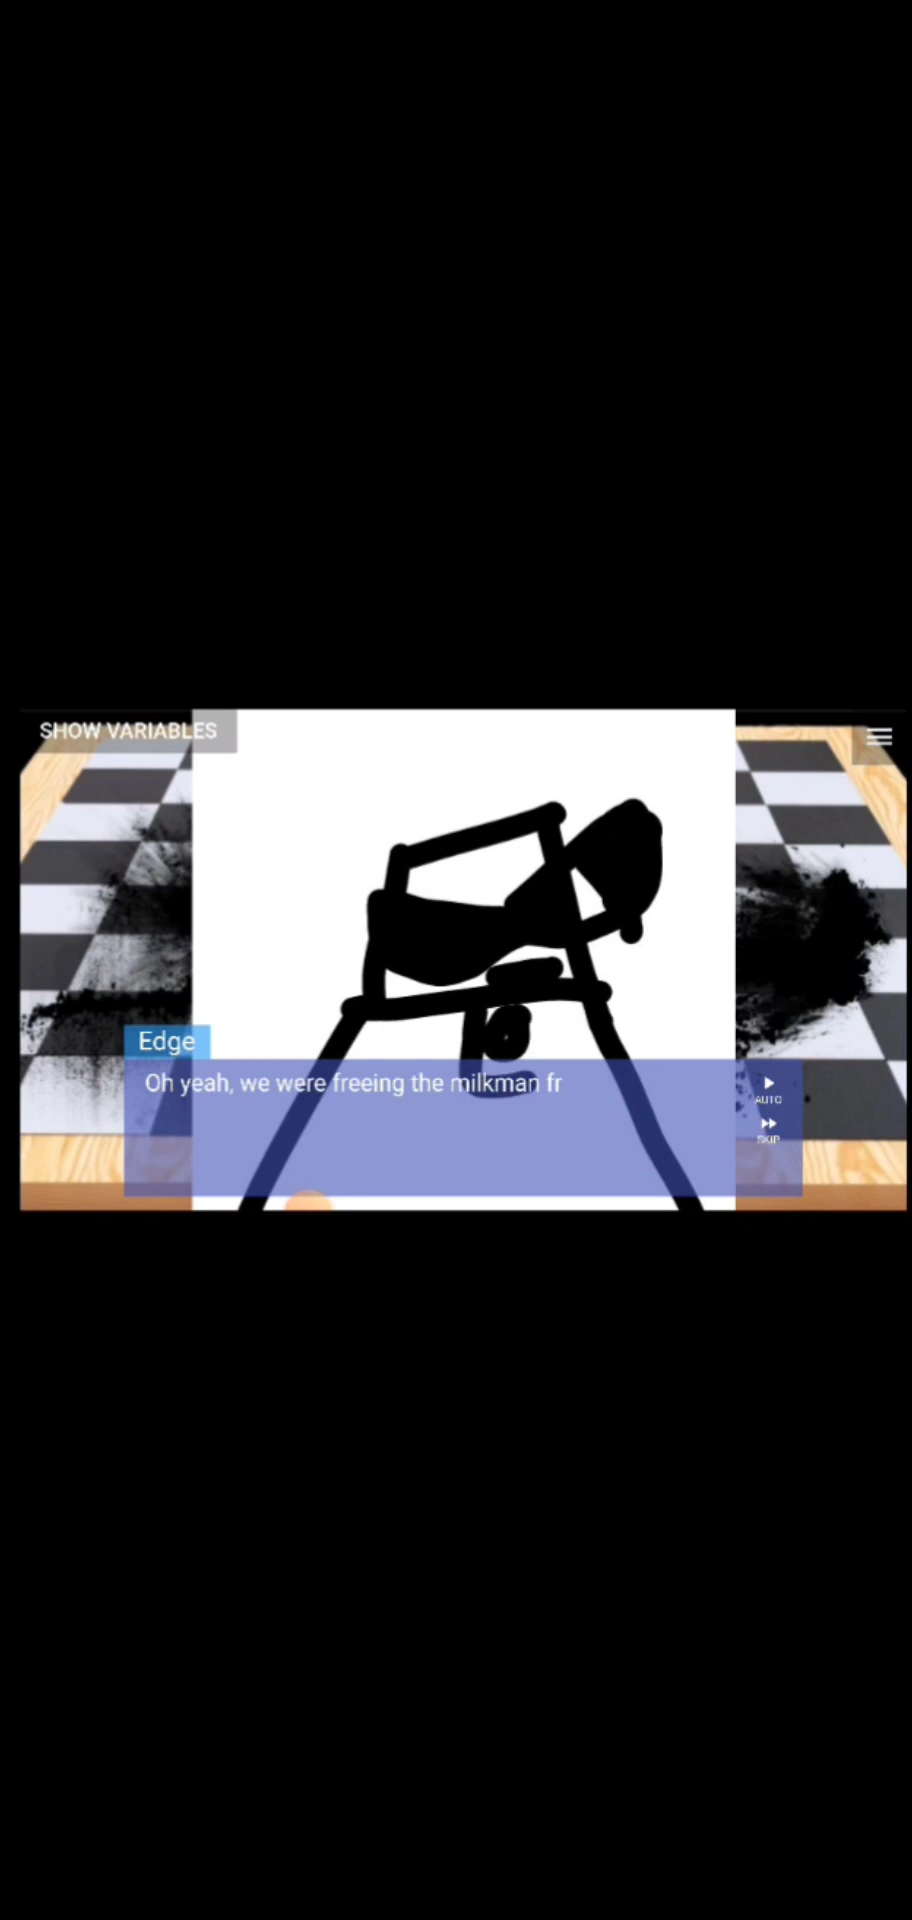 SHOW VARIABLES
Edge
Oh yeah, we were freeing the milkman fr
AUTO
SKIP